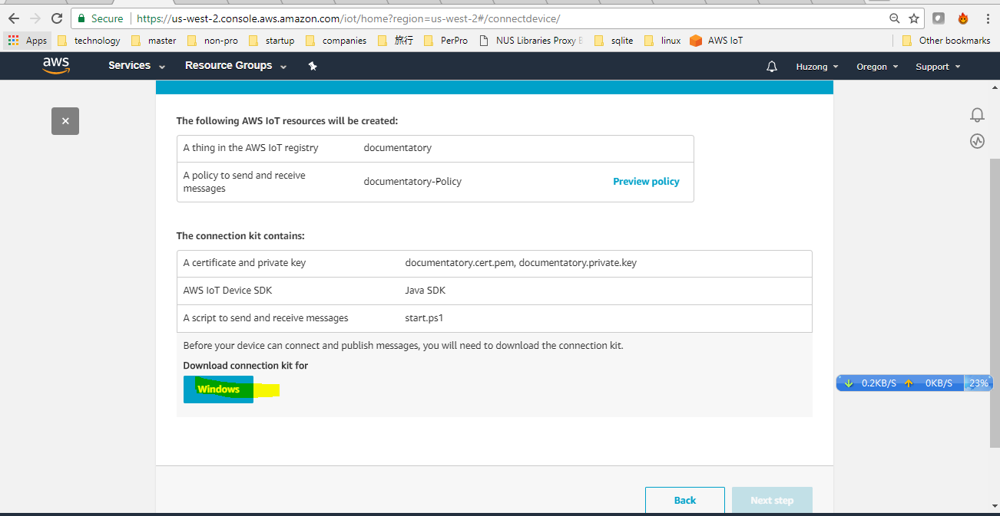 Secure https://us-west-2.console.aws.amazon.com/iot/home?region=us-west-2#/connectdevice/
Apps technology master non-pro startup companies 旅行 PerPro NUS Libraries Proxy sqlite linux AWS IoT Other bookmarks
aws Services Resource Groups Huzong Oregon Support
The following AWS IoT resources will be created:
A thing in the AWS IoT registry documentatory
A policy to send and receive messages documentatory-Policy Preview policy
The connection kit contains:
A certificate and private key documentatory.cert.pem, documentatory.private.key
AWS IoT Device SDK Java SDK
A script to send and receive messages start.ps1
Before your device can connect and publish messages, you will need to download the connection kit.
Download connection kit for
Windows
0.2KB/S 0KB/S 23%
Back Next step